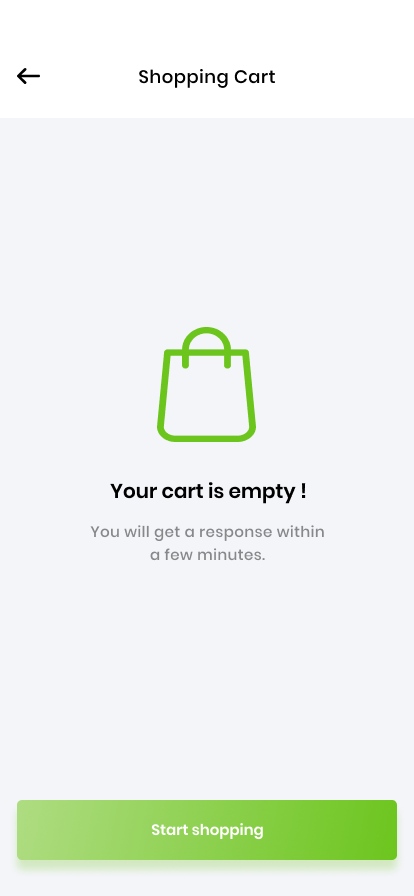 Shopping Cart
Your cart is empty !
You will get a response within
a few minutes.
Start shopping